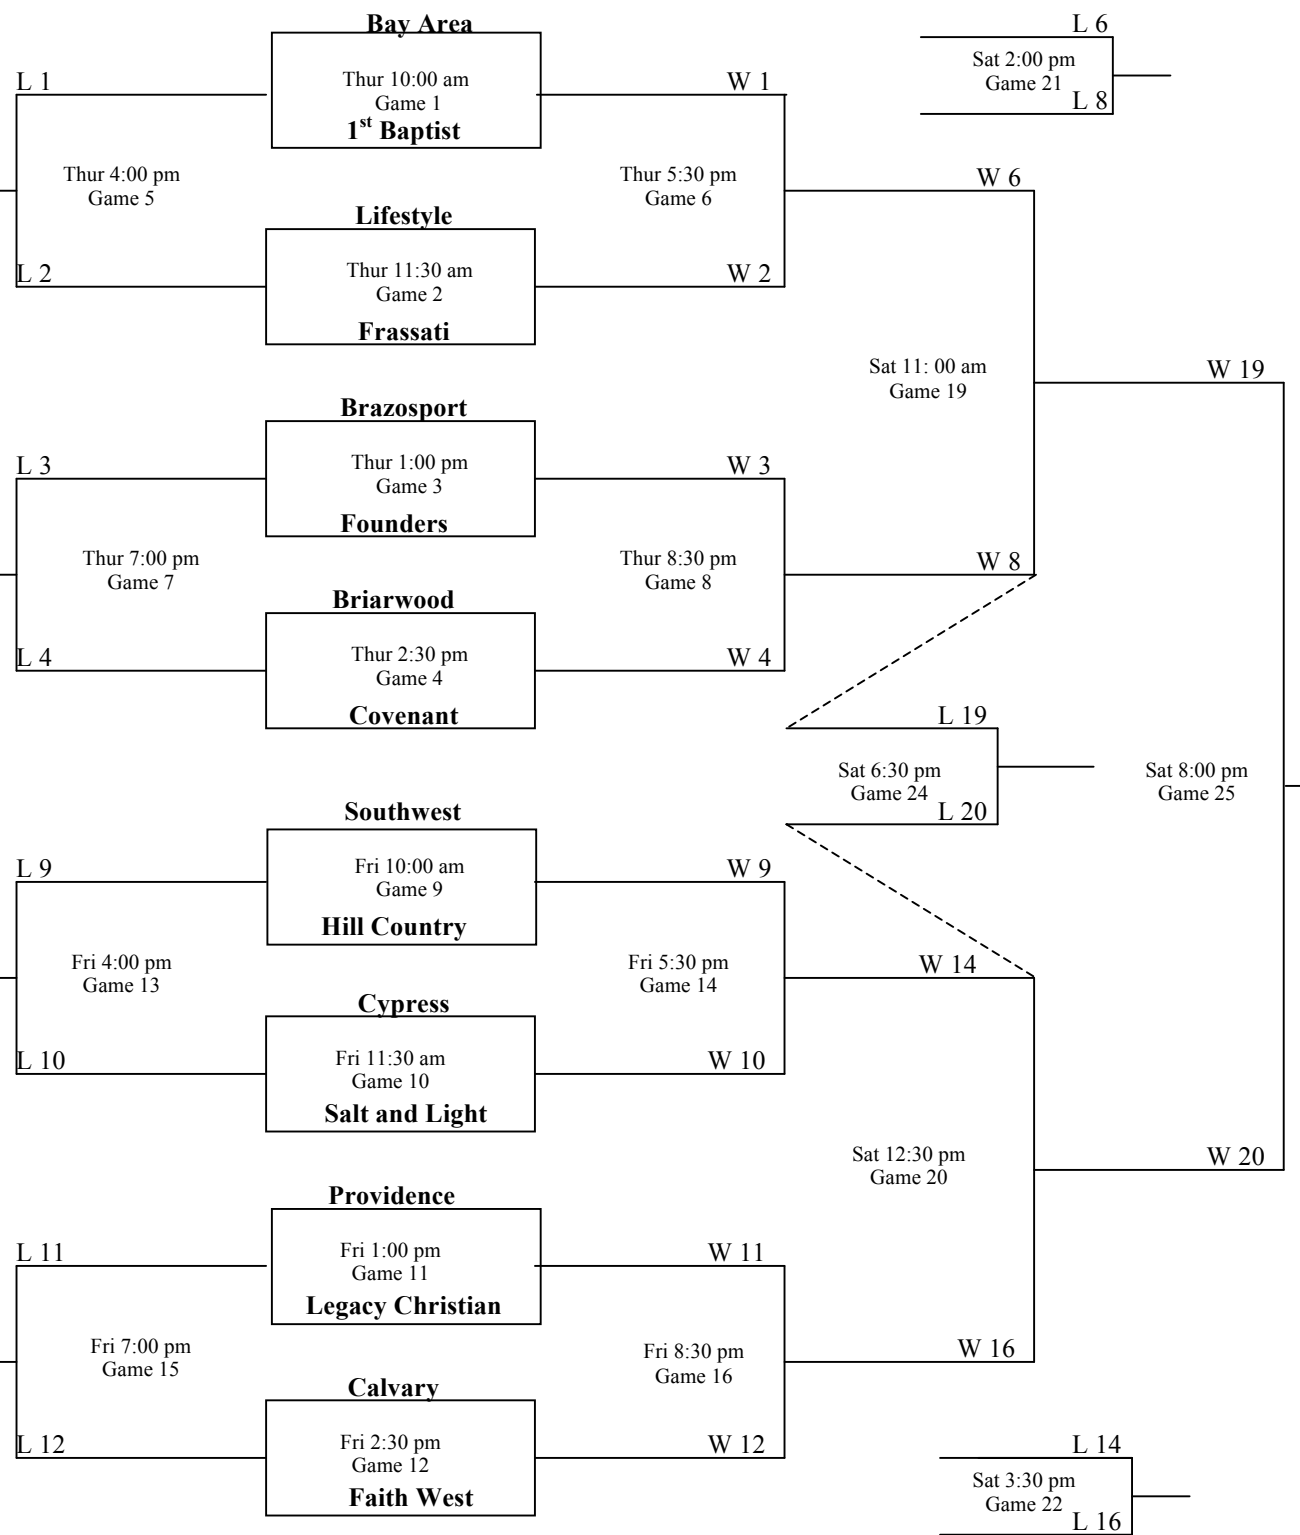 Bay Area
L 6
Sat 2:00 pm
Game 21
L 8
L 1
Thur 10:00 am
Game 1
1st Baptist
W 1
Thur 4:00 pm
Game 5
Thur 5:30 pm
Game 6
W 6
Lifestyle
L 2
Thur 11:30 am
Game 2
Frassati
W 2
Sat 11: 00 am
Game 19
W 19
Brazosport
L 3
Thur 1:00 pm
Game 3
Founders
W 3
Thur 7:00 pm
Game 7
Thur 8:30 pm
Game 8
W 8
Briarwood
L 4
Thur 2:30 pm
Game 4
Covenant
W 4
L 19
Sat 6:30 pm
Game 24
L 20
Sat 8:00 pm
Game 25
Southwest
L 9
Fri 10:00 am
Game 9
Hill Country
W 9
Fri 4:00 pm
Game 13
Fri 5:30 pm
Game 14
W 14
Cypress
L 10
Fri 11:30 am
Game 10
Salt and Light
W 10
Sat 12:30 pm
Game 20
W 20
Providence
L 11
Fri 1:00 pm
Game 11
Legacy Christian
W 11
Fri 7:00 pm
Game 15
Fri 8:30 pm
Game 16
W 16
Calvary
L 12
Fri 2:30 pm
Game 12
Faith West
W 12
L 14
Sat 3:30 pm
Game 22
L 16